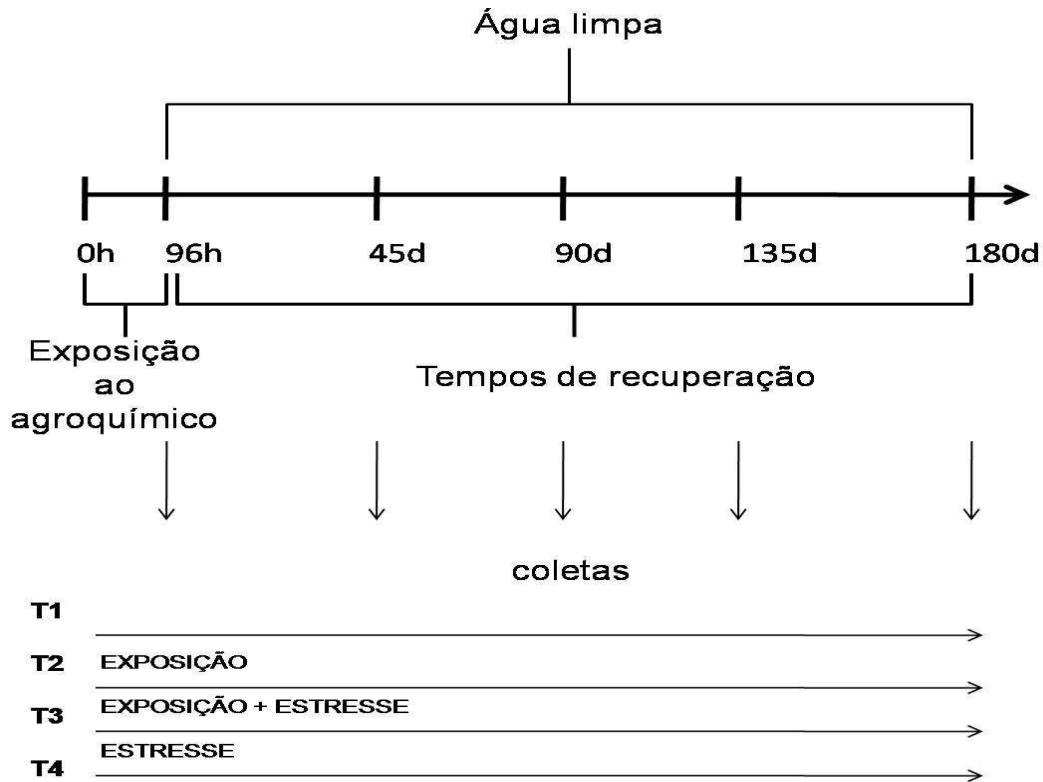 Água limpa
0h 96h 45d 90d 135d 180d
Exposição
ao
agroquímico
Tempos de recuperação
coletas
T1
T2 EXPOSIÇÃO
T3 EXPOSIÇÃO + ESTRESSE
T4 ESTRESSE